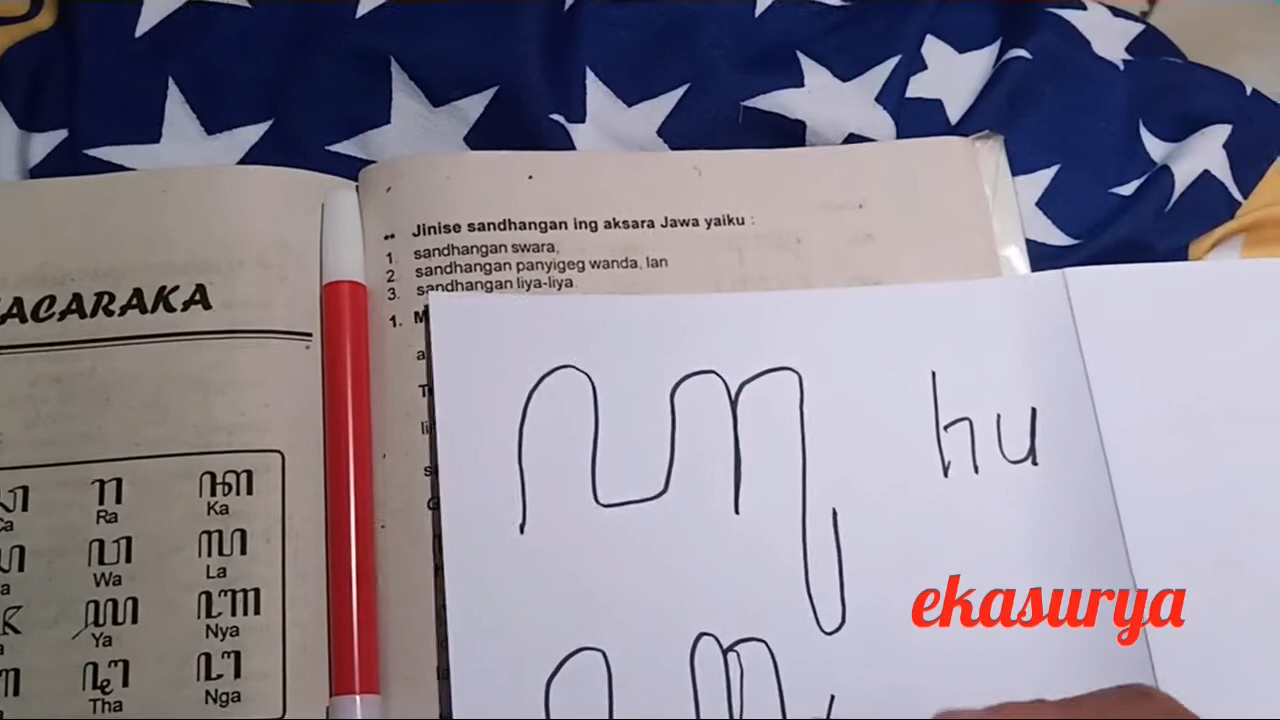 Jinise sandhangan ing aksara Jawa yaiku :
1. sandhangan swara,
2. sandhangan panyigeg wanda, lan
3. sandhangan liya-liya
1.
ACARAKA
ꦲꦸ hu
ꦫ ꦏ
Ra Ka
ꦮ ꦭ
Wa La
ꦪ ꦚ
Ya Nya
ꦛ ꦔ
Tha Nga
ekasurya